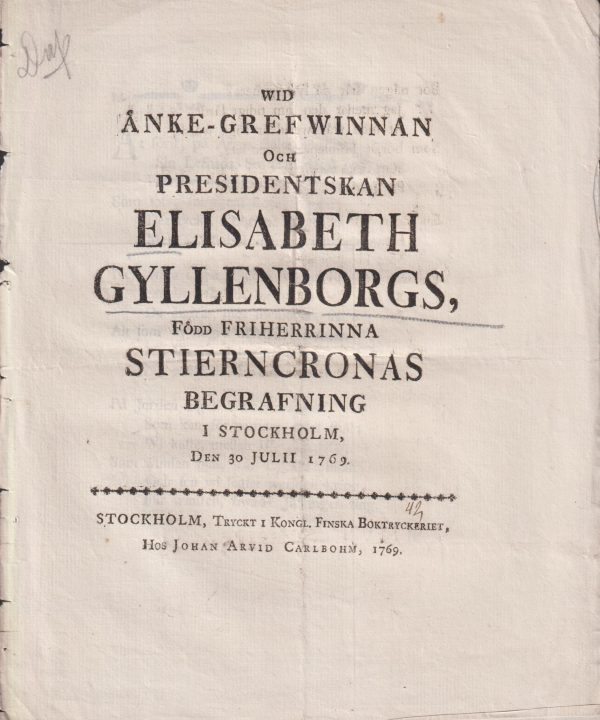 WID
ÅNKE-GREFWINNAN
OCH
PRESIDENTSKAN
ELISABETH
GYLLENBORGS,
FÖDD FRIHERRINNA
STIERNCRONAS
BEGRAFNING
I STOCKHOLM,
DEN 30 JULII 1769.
42
STOCKHOLM, TRYCKT I KONGL. FINSKA BOKTRYCKERIET,
HOS JOHAN ARVID CARLBOHM, 1769.